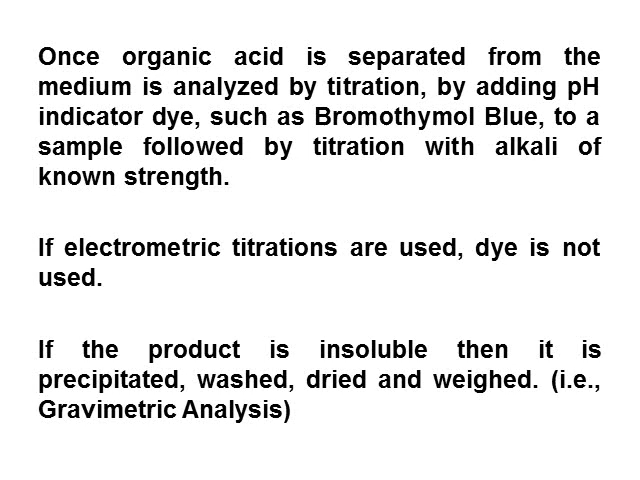 Once organic acid is separated from the
medium is analyzed by titration, by adding pH
indicator dye, such as Bromothymol Blue, to a
sample followed by titration with alkali of
known strength.
If electrometric titrations are used, dye is not
used.
If the product is insoluble then it is
precipitated, washed, dried and weighed. (i.e.,
Gravimetric Analysis)